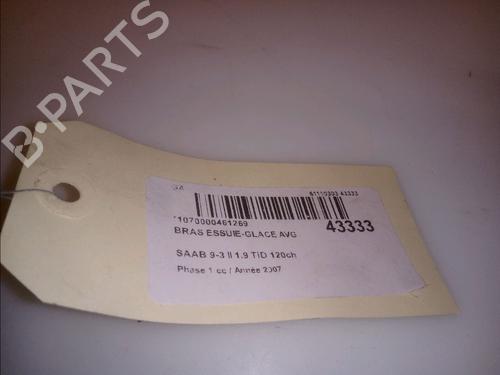 B-PARTS
GA
61110303 43333
*1070000461269
43333
BRAS ESSUIE-GLACE AVG
SAAB 9-3 II 1.9 TiD 120ch
Phase 1 cc / Année 2007